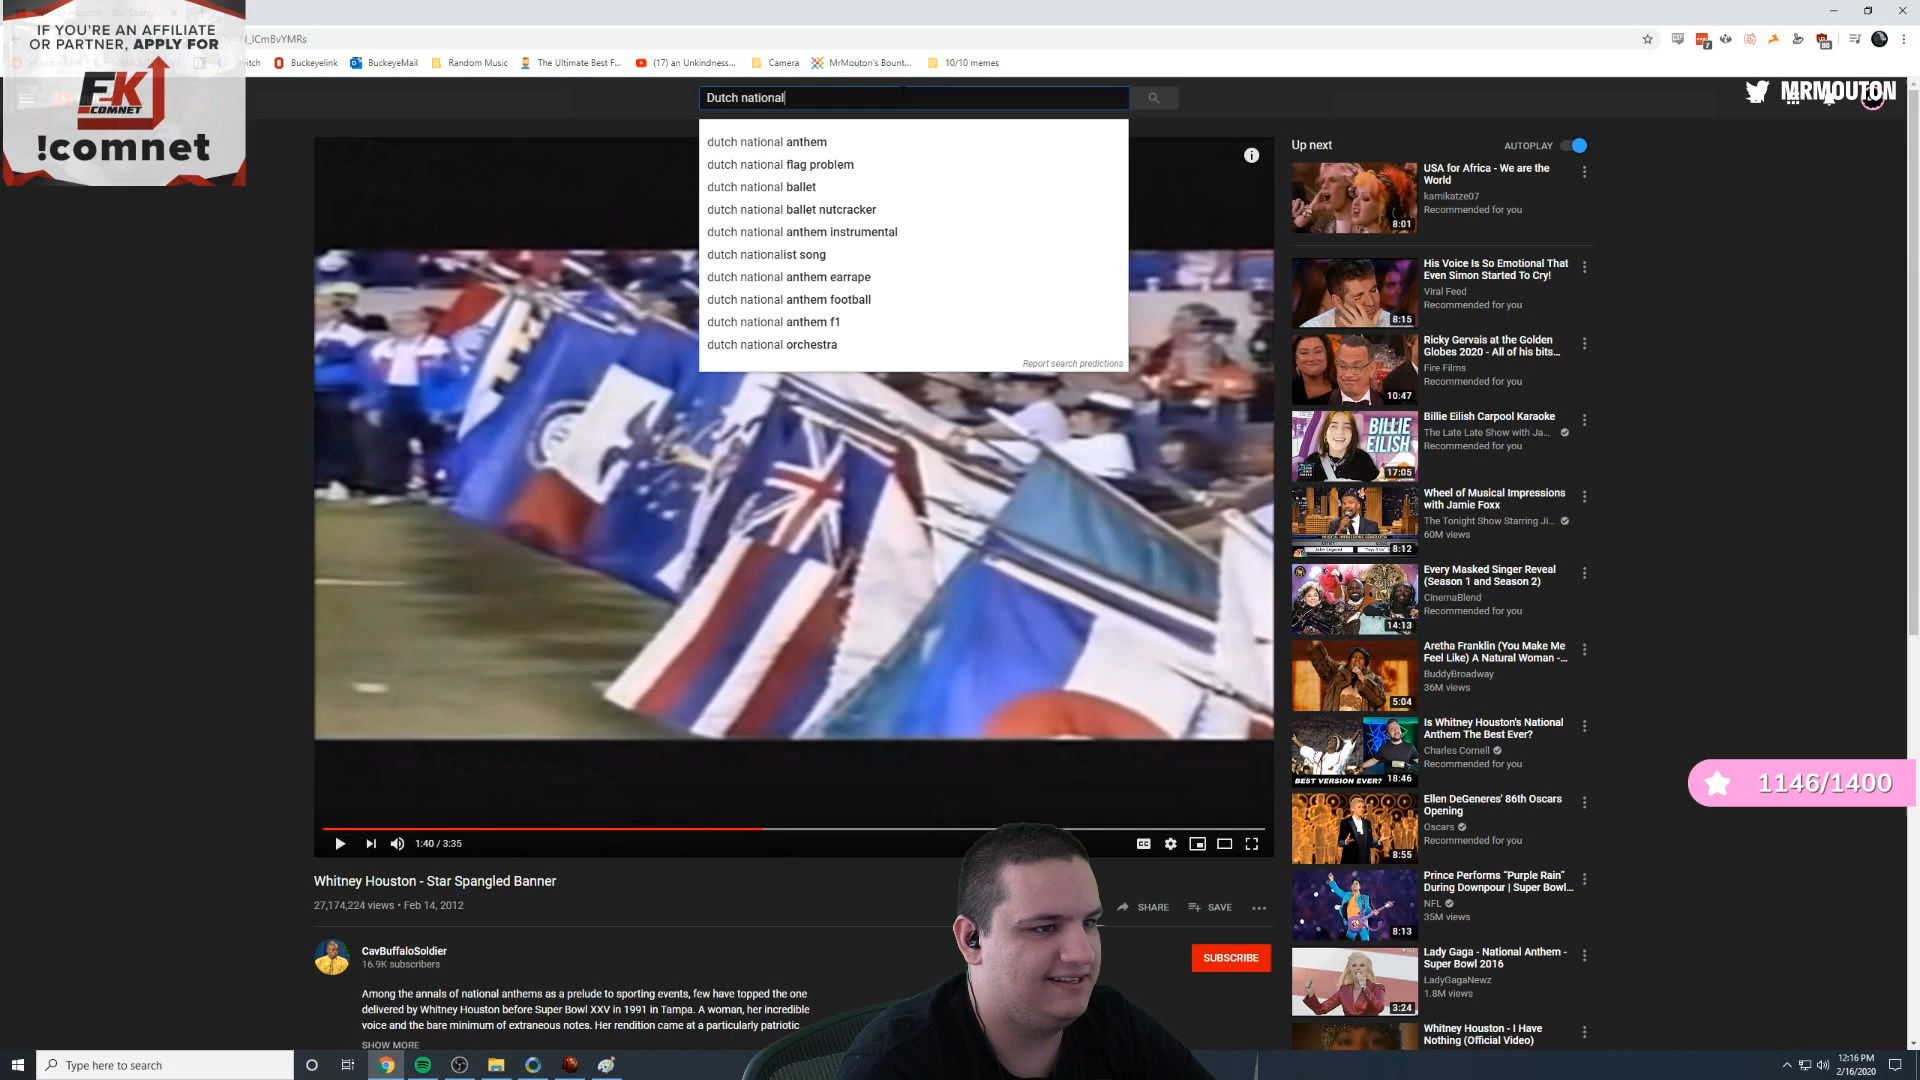 IF YOU'RE AN AFFILIATE
OR PARTNER, APPLY FOR
F2K
COMNET
!comnet
_ICmBvYMRs
Buckeyelink
BuckeyeMail
Random Music
The Ultimate Best F...
(17) an Unkindness...
Camera
MrMouton's Bount...
10/10 memes
Dutch national
MRMOUTON
dutch national anthem
dutch national flag problem
dutch national ballet
dutch national ballet nutcracker
dutch national anthem instrumental
dutch nationalist song
dutch national anthem earrape
dutch national anthem football
dutch national anthem f1
dutch national orchestra
Report search predictions
Up next
AUTOPLAY
USA for Africa - We are the
World
kamikatze07
Recommended for you
8:01
His Voice Is So Emotional That
Even Simon Started To Cry!
Viral Feed
Recommended for you
8:15
Ricky Gervais at the Golden
Globes 2020 - All of his bits...
Fire Films
Recommended for you
10:47
Billie Eilish Carpool Karaoke
The Late Late Show with Ja...
Recommended for you
BILLIE
EILISH
17:05
Wheel of Musical Impressions
with Jamie Foxx
The Tonight Show Starring Ji...
60M views
8:12
Every Masked Singer Reveal
(Season 1 and Season 2)
CinemaBlend
Recommended for you
14:13
Aretha Franklin (You Make Me
Feel Like) A Natural Woman -...
BuddyBroadway
36M views
5:04
Is Whitney Houston's National
Anthem The Best Ever?
Charles Cornell
Recommended for you
BEST VERSION EVER?
18:46
1146/1400
Ellen DeGeneres' 86th Oscars
Opening
Oscars
Recommended for you
8:55
Prince Performs "Purple Rain"
During Downpour | Super Bowl...
NFL
35M views
8:13
Lady Gaga - National Anthem -
Super Bowl 2016
LadyGagaNewz
1.8M views
3:24
Whitney Houston - I Have
Nothing (Official Video)
1:40 / 3:35
Whitney Houston - Star Spangled Banner
27,174,224 views • Feb 14, 2012
SHARE
SAVE
CavBuffaloSoldier
16.9K subscribers
SUBSCRIBE
Among the annals of national anthems as a prelude to sporting events, few have topped the one
delivered by Whitney Houston before Super Bowl XXV in 1991 in Tampa. A woman, her incredible
voice and the bare minimum of extraneous notes. Her rendition came at a particularly patriotic
SHOW MORE
Type here to search
12:16 PM
2/16/2020